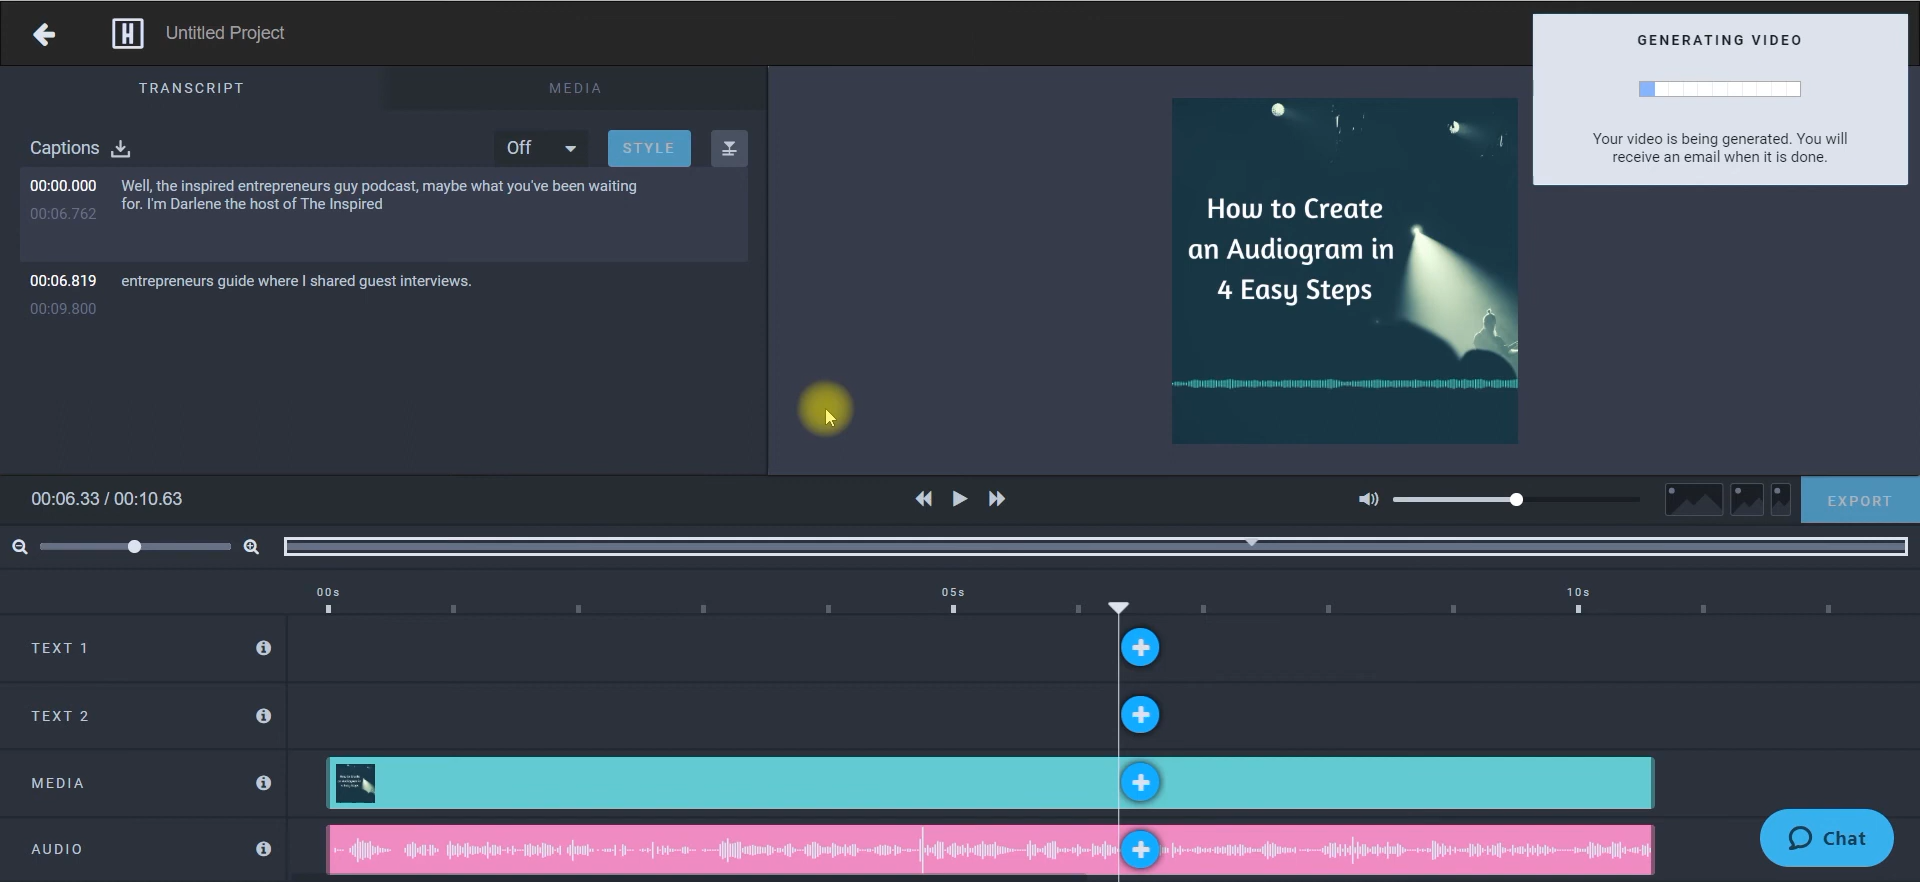 Untitled Project
GENERATING VIDEO
Your video is being generated. You will
receive an email when it is done.
TRANSCRIPT
MEDIA
Captions
Off
STYLE
00:00.000
Well, the inspired entrepreneurs guy podcast, maybe what you've been waiting
for. I'm Darlene the host of The Inspired
00:06.762
00:06.819
entrepreneurs guide where I shared guest interviews.
00:09.800
How to Create
an Audiogram in
4 Easy Steps
00:06.33 / 00:10.63
EXPORT
00s
05s
10s
TEXT 1
TEXT 2
MEDIA
AUDIO
Chat